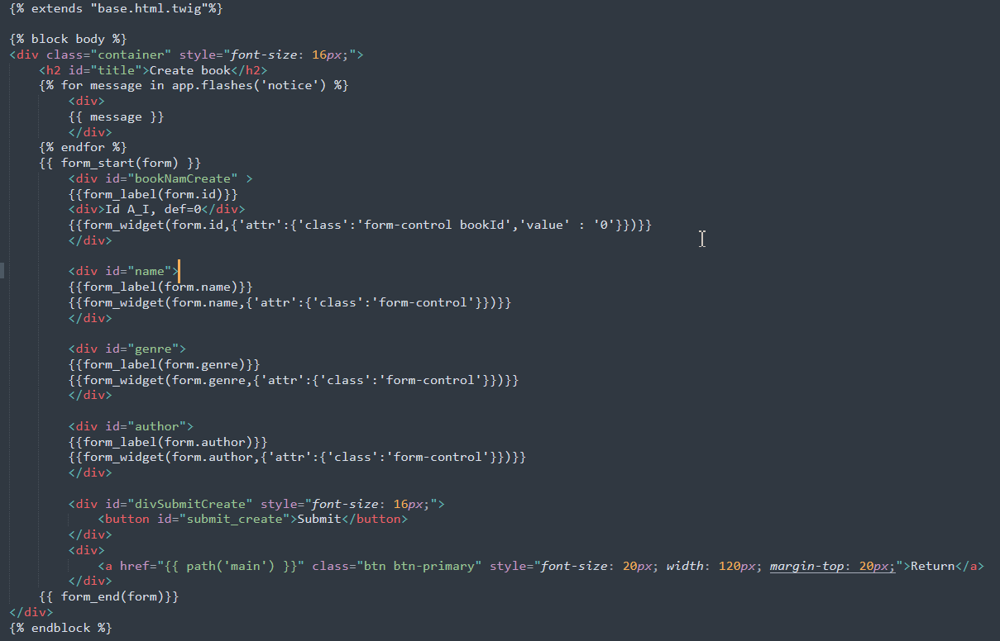 {% extends "base.html.twig"%}
{% block body %}
<div class="container" style="font-size: 16px;">
<h2 id="title">Create book</h2>
{% for message in app.flashes('notice') %}
<div>
{{ message }}
</div>
{% endfor %}
{{ form_start(form) }}
<div id="bookNamCreate" >
{{form_label(form.id)}}
<div>Id A_I, def=0</div>
{{form_widget(form.id,{'attr':{'class':'form-control bookId','value' : '0'}})}}
</div>
<div id="name">
{{form_label(form.name)}}
{{form_widget(form.name,{'attr':{'class':'form-control'}})}}
</div>
<div id="genre">
{{form_label(form.genre)}}
{{form_widget(form.genre,{'attr':{'class':'form-control'}})}}
</div>
<div id="author">
{{form_label(form.author)}}
{{form_widget(form.author,{'attr':{'class':'form-control'}})}}
</div>
<div id="divSubmitCreate" style="font-size: 16px;">
<button id="submit_create">Submit</button>
</div>
<div>
<a href="{{ path('main') }}" class="btn btn-primary" style="font-size: 20px; width: 120px; margin-top: 20px;">Return</a>
</div>
{{ form_end(form)}}
</div>
{% endblock %}